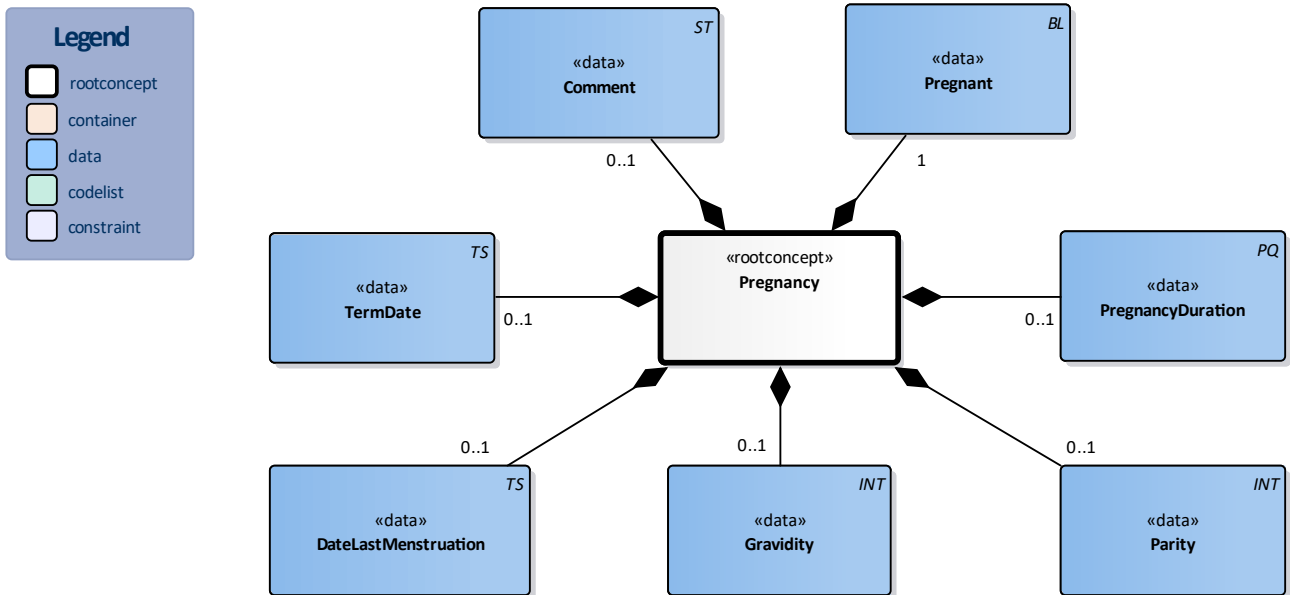 Legend
rootconcept
container
data
codelist
constraint
ST
«data»
Comment
0..1
BL
«data»
Pregnant
1
TS
«data»
TermDate
0..1
«rootconcept»
Pregnancy
PQ
«data»
PregnancyDuration
0..1
0..1
TS
«data»
DateLastMenstruation
0..1
INT
«data»
Gravidity
0..1
INT
«data»
Parity